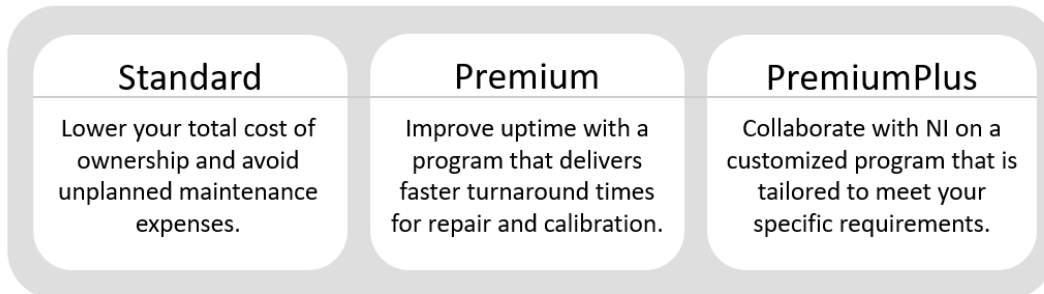 Standard
Lower your total cost of
ownership and avoid
unplanned maintenance
expenses.
Premium
Improve uptime with a
program that delivers
faster turnaround times
for repair and calibration.
PremiumPlus
Collaborate with NI on a
customized program that is
tailored to meet your
specific requirements.